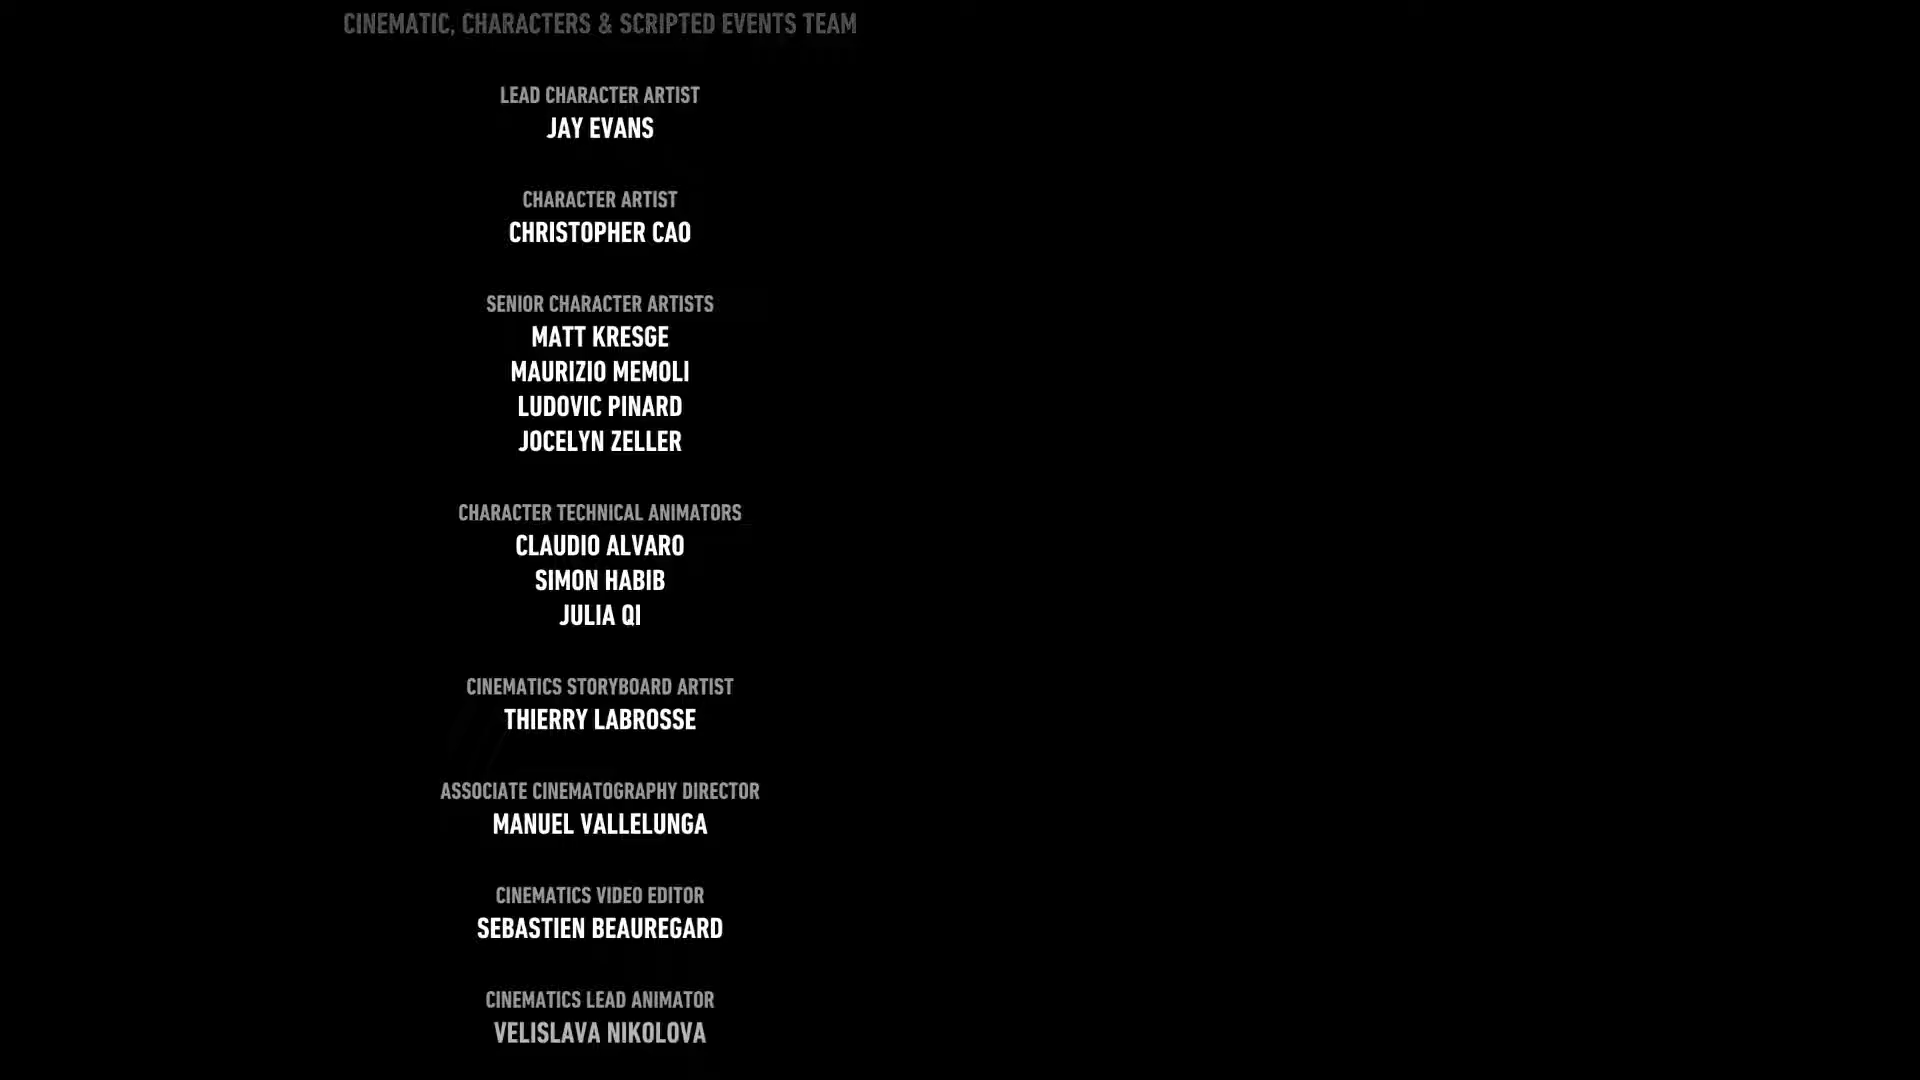 CINEMATIC, CHARACTERS & SCRIPTED EVENTS TEAM
LEAD CHARACTER ARTIST
JAY EVANS
CHARACTER ARTIST
CHRISTOPHER CAO
SENIOR CHARACTER ARTISTS
MATT KRESGE
MAURIZIO MEMOLI
LUDOVIC PINARD
JOCELYN ZELLER
CHARACTER TECHNICAL ANIMATORS
CLAUDIO ALVARO
SIMON HABIB
JULIA QI
CINEMATICS STORYBOARD ARTIST
THIERRY LABROSSE
ASSOCIATE CINEMATOGRAPHY DIRECTOR
MANUEL VALLELUNGA
CINEMATICS VIDEO EDITOR
SEBASTIEN BEAUREGARD
CINEMATICS LEAD ANIMATOR
VELISLAVA NIKOLOVA